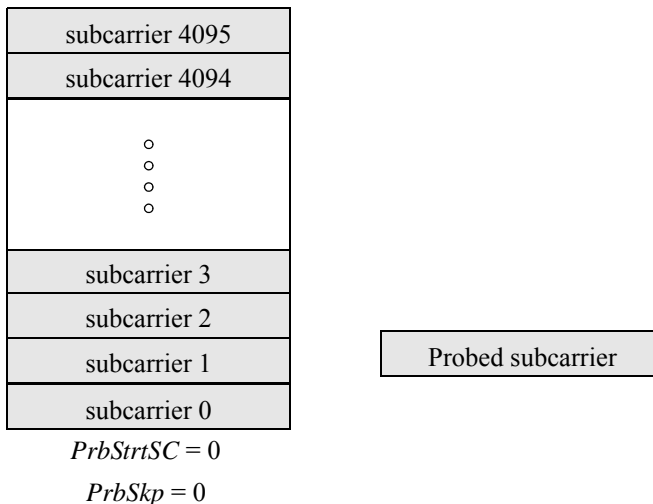 subcarrier 4095
subcarrier 4094
subcarrier 3
subcarrier 2
subcarrier 1
subcarrier 0
Probed subcarrier
PrbStrtSC = 0
PrbSkp = 0